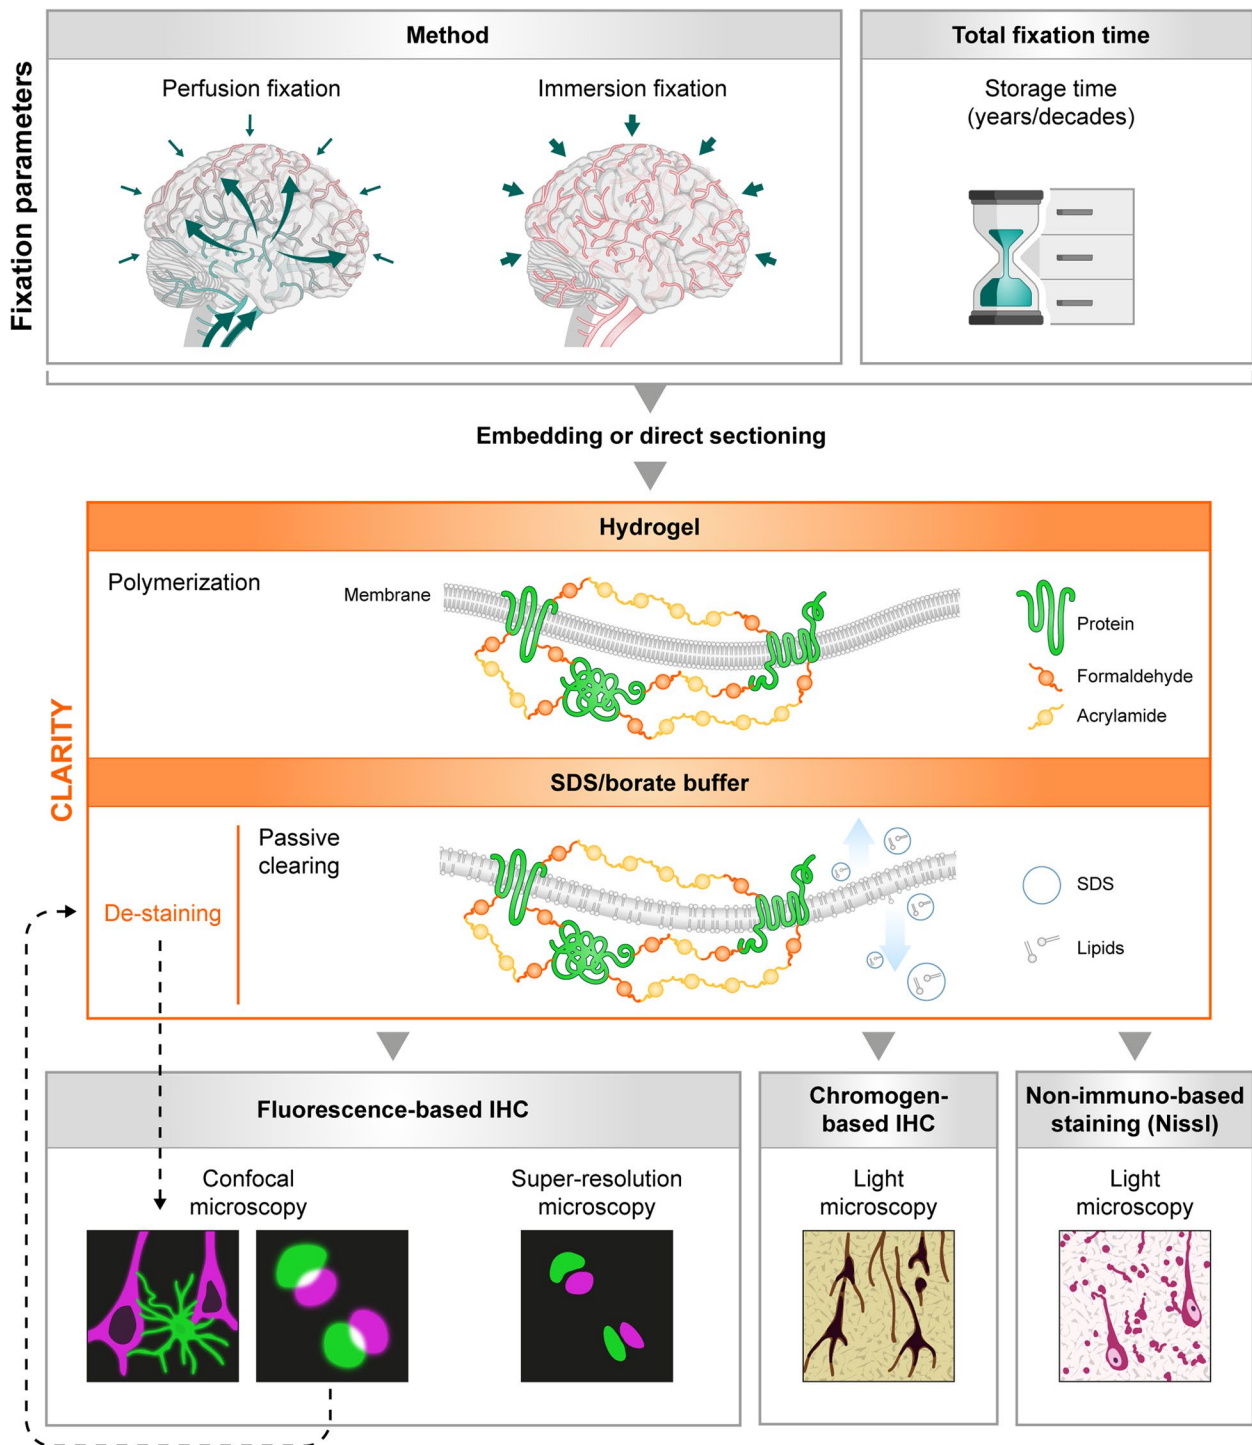 Fixation parameters
Method
Perfusion fixation
Immersion fixation
Total fixation time
Storage time
(years/decades)
Embedding or direct sectioning
CLARITY
Hydrogel
Polymerization
Membrane
Protein
Formaldehyde
Acrylamide
SDS/borate buffer
De-staining
Passive
clearing
SDS
Lipids
Fluorescence-based IHC
Confocal
microscopy
Super-resolution
microscopy
Chromogen-
based IHC
Light
microscopy
Non-immuno-based
staining (Nissl)
Light
microscopy